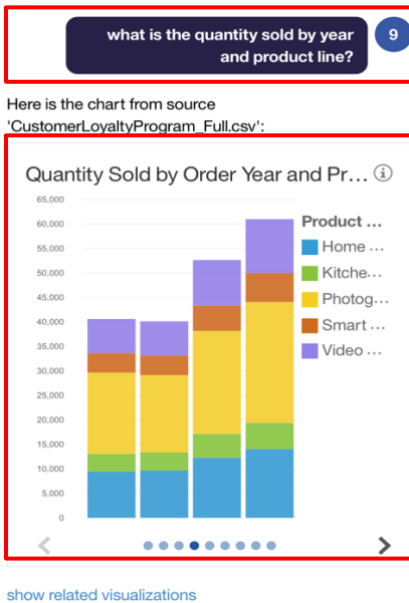 what is the quantity sold by year
and product line?
9
Here is the chart from source
'CustomerLoyaltyProgram_Full.csv':
Quantity Sold by Order Year and Pr... i
65,000
60,000
55,000
50,000
45,000
40,000
35,000
30,000
25,000
20,000
15,000
10,000
5,000
0
Product ...
Home ...
Kitche...
Photog...
Smart ...
Video ...
show related visualizations